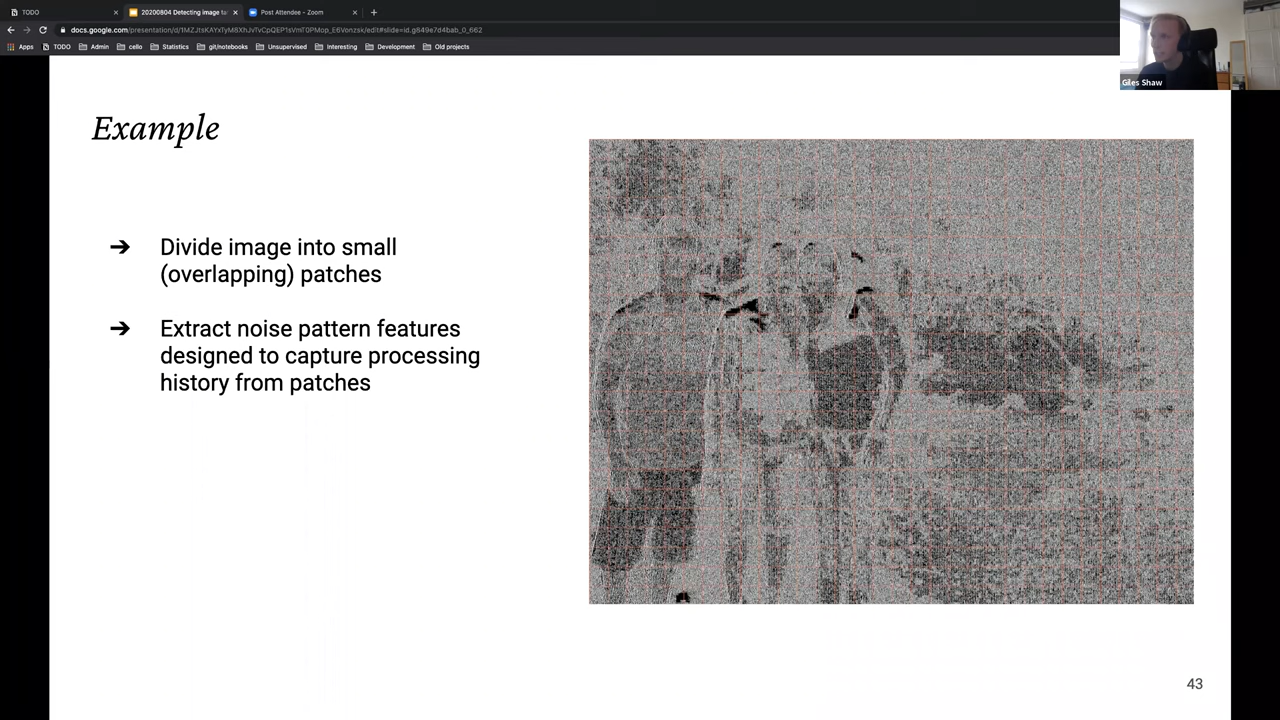 TODO
20200804 Detecting image ta
Post Attendee - Zoom
Apps
TODO
Admin
cello
Statistics
git/notebooks
Unsupervised
Interesting
Development
Old projects
Giles Shaw
Example
➔ Divide image into small
(overlapping) patches
➔ Extract noise pattern features
designed to capture processing
history from patches
43